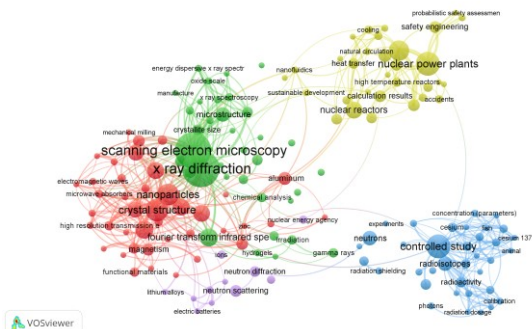 probabilistic safety assessmen
safety engineering
cooling
natural circulation
nuclear power plants
heat transfer
energy dispersive x ray spectr
nanofluidics
oxide scale
high temperature reactors
manufacture
sustainable development
x ray spectroscopy
calculation results
accidents
microstructure
nuclear reactors
crystallite size
mechanical milling
scanning electron microscopy
x ray diffraction
electromagnetic waves
aluminum
microwave absorbers
nanoparticles
chemical analysis
crystal structure
nuclear energy agency
concentration (parameters)
high resolution transmission e
experiments
cesium
fourier transform infrared spe
neutrons
controlled study
cesium 137
magnetism
irradiation
ions
hydrogels
gamma rays
radioisotopes
animal
functional materials
neutron diffraction
radiation shielding
radioactivity
lithium alloys
neutron scattering
photons
calibration
electric batteries
radiation dosage
VOSviewer